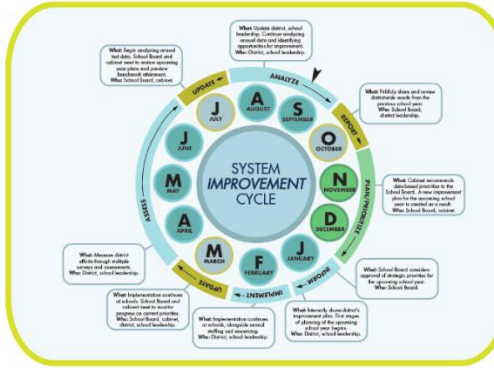 What: Update district, school
leadership. Continue analyzing
annual data and identifying
opportunities for improvement.
Who: District, school leadership.
What: Begin analyzing annual
test data. School Board and
cabinet meet to review upcoming
year plans and preview
benchmark attainment.
Who: School Board, cabinet.
What: Publicly share and review
districtwide results from the
previous school year.
Who: School Board,
district leadership.
What: Cabinet recommends
data-based priorities to the
School Board. A new improvement
plan for the upcoming school
year is created as a result.
Who: School Board, cabinet.
What: School Board considers
approval of strategic priorities for
the upcoming school year.
Who: School Board.
What: Internally share district's
improvement plan. First stages
of planning of the upcoming
school year begins.
Who: District, school leadership.
What: Implementation continues
at schools, alongside annual
staffing and resourcing.
Who: District, school leadership.
What: Implementation continues
at schools. School Board and
cabinet meet to monitor
progress on current priorities.
Who: School Board, cabinet,
district, school leadership.
What: Measure district
efforts through multiple
surveys and assessments.
Who: District, school leadership.
UPDATE
ANALYZE
REPORT
PLAN/PRIORITIZE
INFORM
IMPLEMENT
UPDATE
ASSESS
J
JULY
A
AUGUST
S
SEPTEMBER
O
OCTOBER
N
NOVEMBER
D
DECEMBER
J
JANUARY
F
FEBRUARY
M
MARCH
A
APRIL
M
MAY
J
JUNE
SYSTEM
IMPROVEMENT
CYCLE